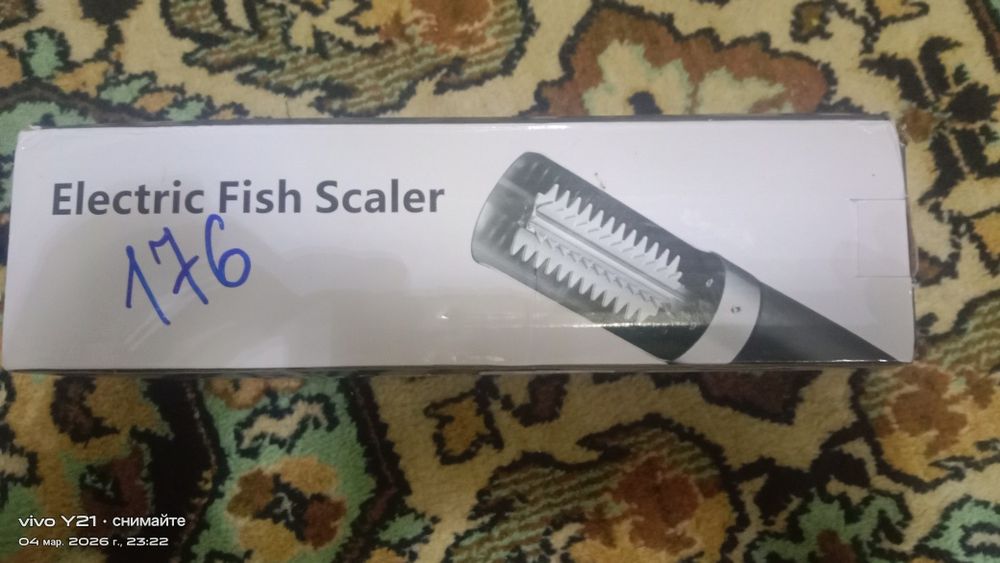 Electric Fish Scaler
176
vivo Y21 · снимайте
04 мар. 2026 г., 23:22